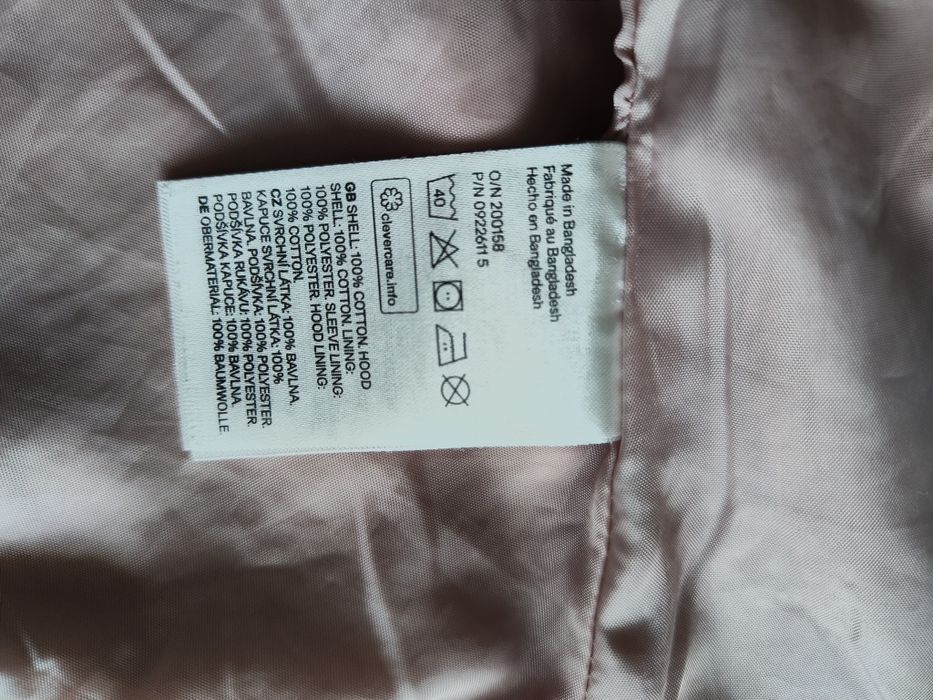 Made in Bangladesh
Fabriqué au Bangladesh
Hecho en Bangladesh
O/N 200158
P/N 09226111 5
40
clevercare.info
GB SHELL: 100% COTTON. HOOD
SHELL: 100% COTTON. LINING:
100% POLYESTER. SLEEVE LINING:
100% POLYESTER. HOOD LINING:
100% COTTON.
CZ SVRCHNÍ LÁTKA: 100% BAVLNA.
KAPUCE SVRCHNÍ LÁTKA: 100%
BAVLNA. PODŠÍVKA: 100% POLYESTER.
PODŠÍVKA RUKÁVU: 100% POLYESTER.
PODŠÍVKA KAPUCE: 100% BAVLNA.
DE OBERMATERIAL: 100% BAUMWOLLE.